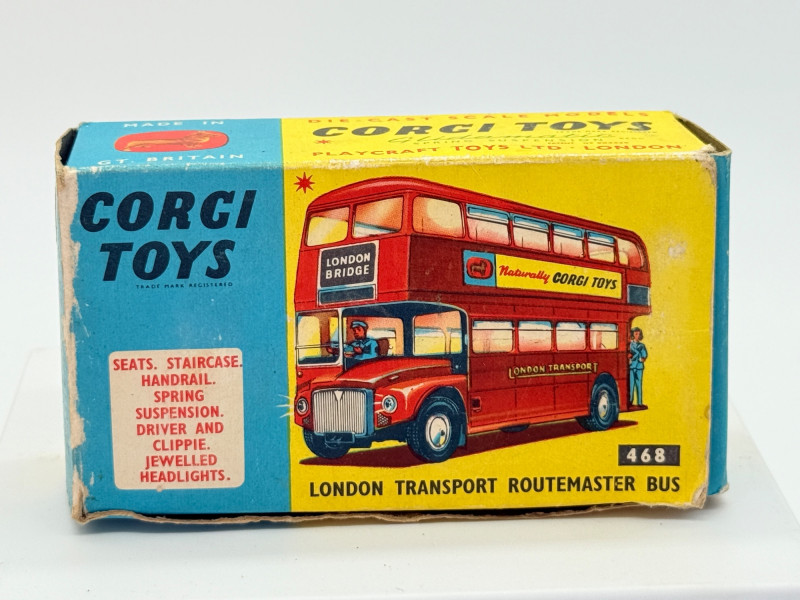 MADE IN
GT. BRITAIN
DIE-CAST SCALE MODELS
CORGI TOYS
PLAYCRAFT TOYS LTD · LONDON
CORGI
TOYS
TRADE MARK REGISTERED
SEATS. STAIRCASE.
HANDRAIL.
SPRING
SUSPENSION.
DRIVER AND
CLIPPIE.
JEWELLED
HEADLIGHTS.
LONDON
BRIDGE
Naturally CORGI TOYS
LONDON TRANSPORT
468
LONDON TRANSPORT ROUTEMASTER BUS